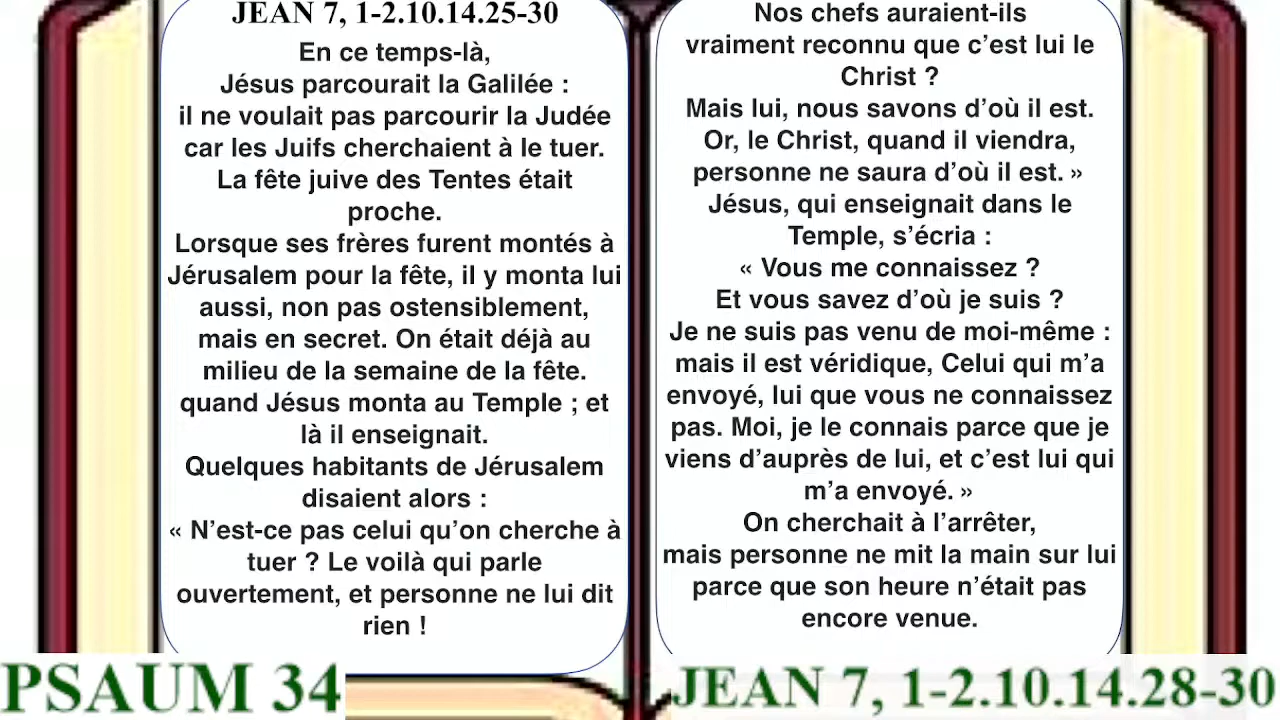 JEAN 7, 1-2.10.14.25-30
En ce temps-là,
Jésus parcourait la Galilée :
il ne voulait pas parcourir la Judée
car les Juifs cherchaient à le tuer.
La fête juive des Tentes était
proche.
Lorsque ses frères furent montés à
Jérusalem pour la fête, il y monta lui
aussi, non pas ostensiblement,
mais en secret. On était déjà au
milieu de la semaine de la fête.
quand Jésus monta au Temple ; et
là il enseignait.
Quelques habitants de Jérusalem
disaient alors :
« N’est-ce pas celui qu’on cherche à
tuer ? Le voilà qui parle
ouvertement, et personne ne lui dit
rien !
Nos chefs auraient-ils
vraiment reconnu que c’est lui le
Christ ?
Mais lui, nous savons d’où il est.
Or, le Christ, quand il viendra,
personne ne saura d’où il est. »
Jésus, qui enseignait dans le
Temple, s’écria :
« Vous me connaissez ?
Et vous savez d’où je suis ?
Je ne suis pas venu de moi-même :
mais il est véridique, Celui qui m’a
envoyé, lui que vous ne connaissez
pas. Moi, je le connais parce que je
viens d’auprès de lui, et c’est lui qui
m’a envoyé. »
On cherchait à l’arrêter,
mais personne ne mit la main sur lui
parce que son heure n’était pas
encore venue.
PSAUM 34
JEAN 7, 1-2.10.14.28-30